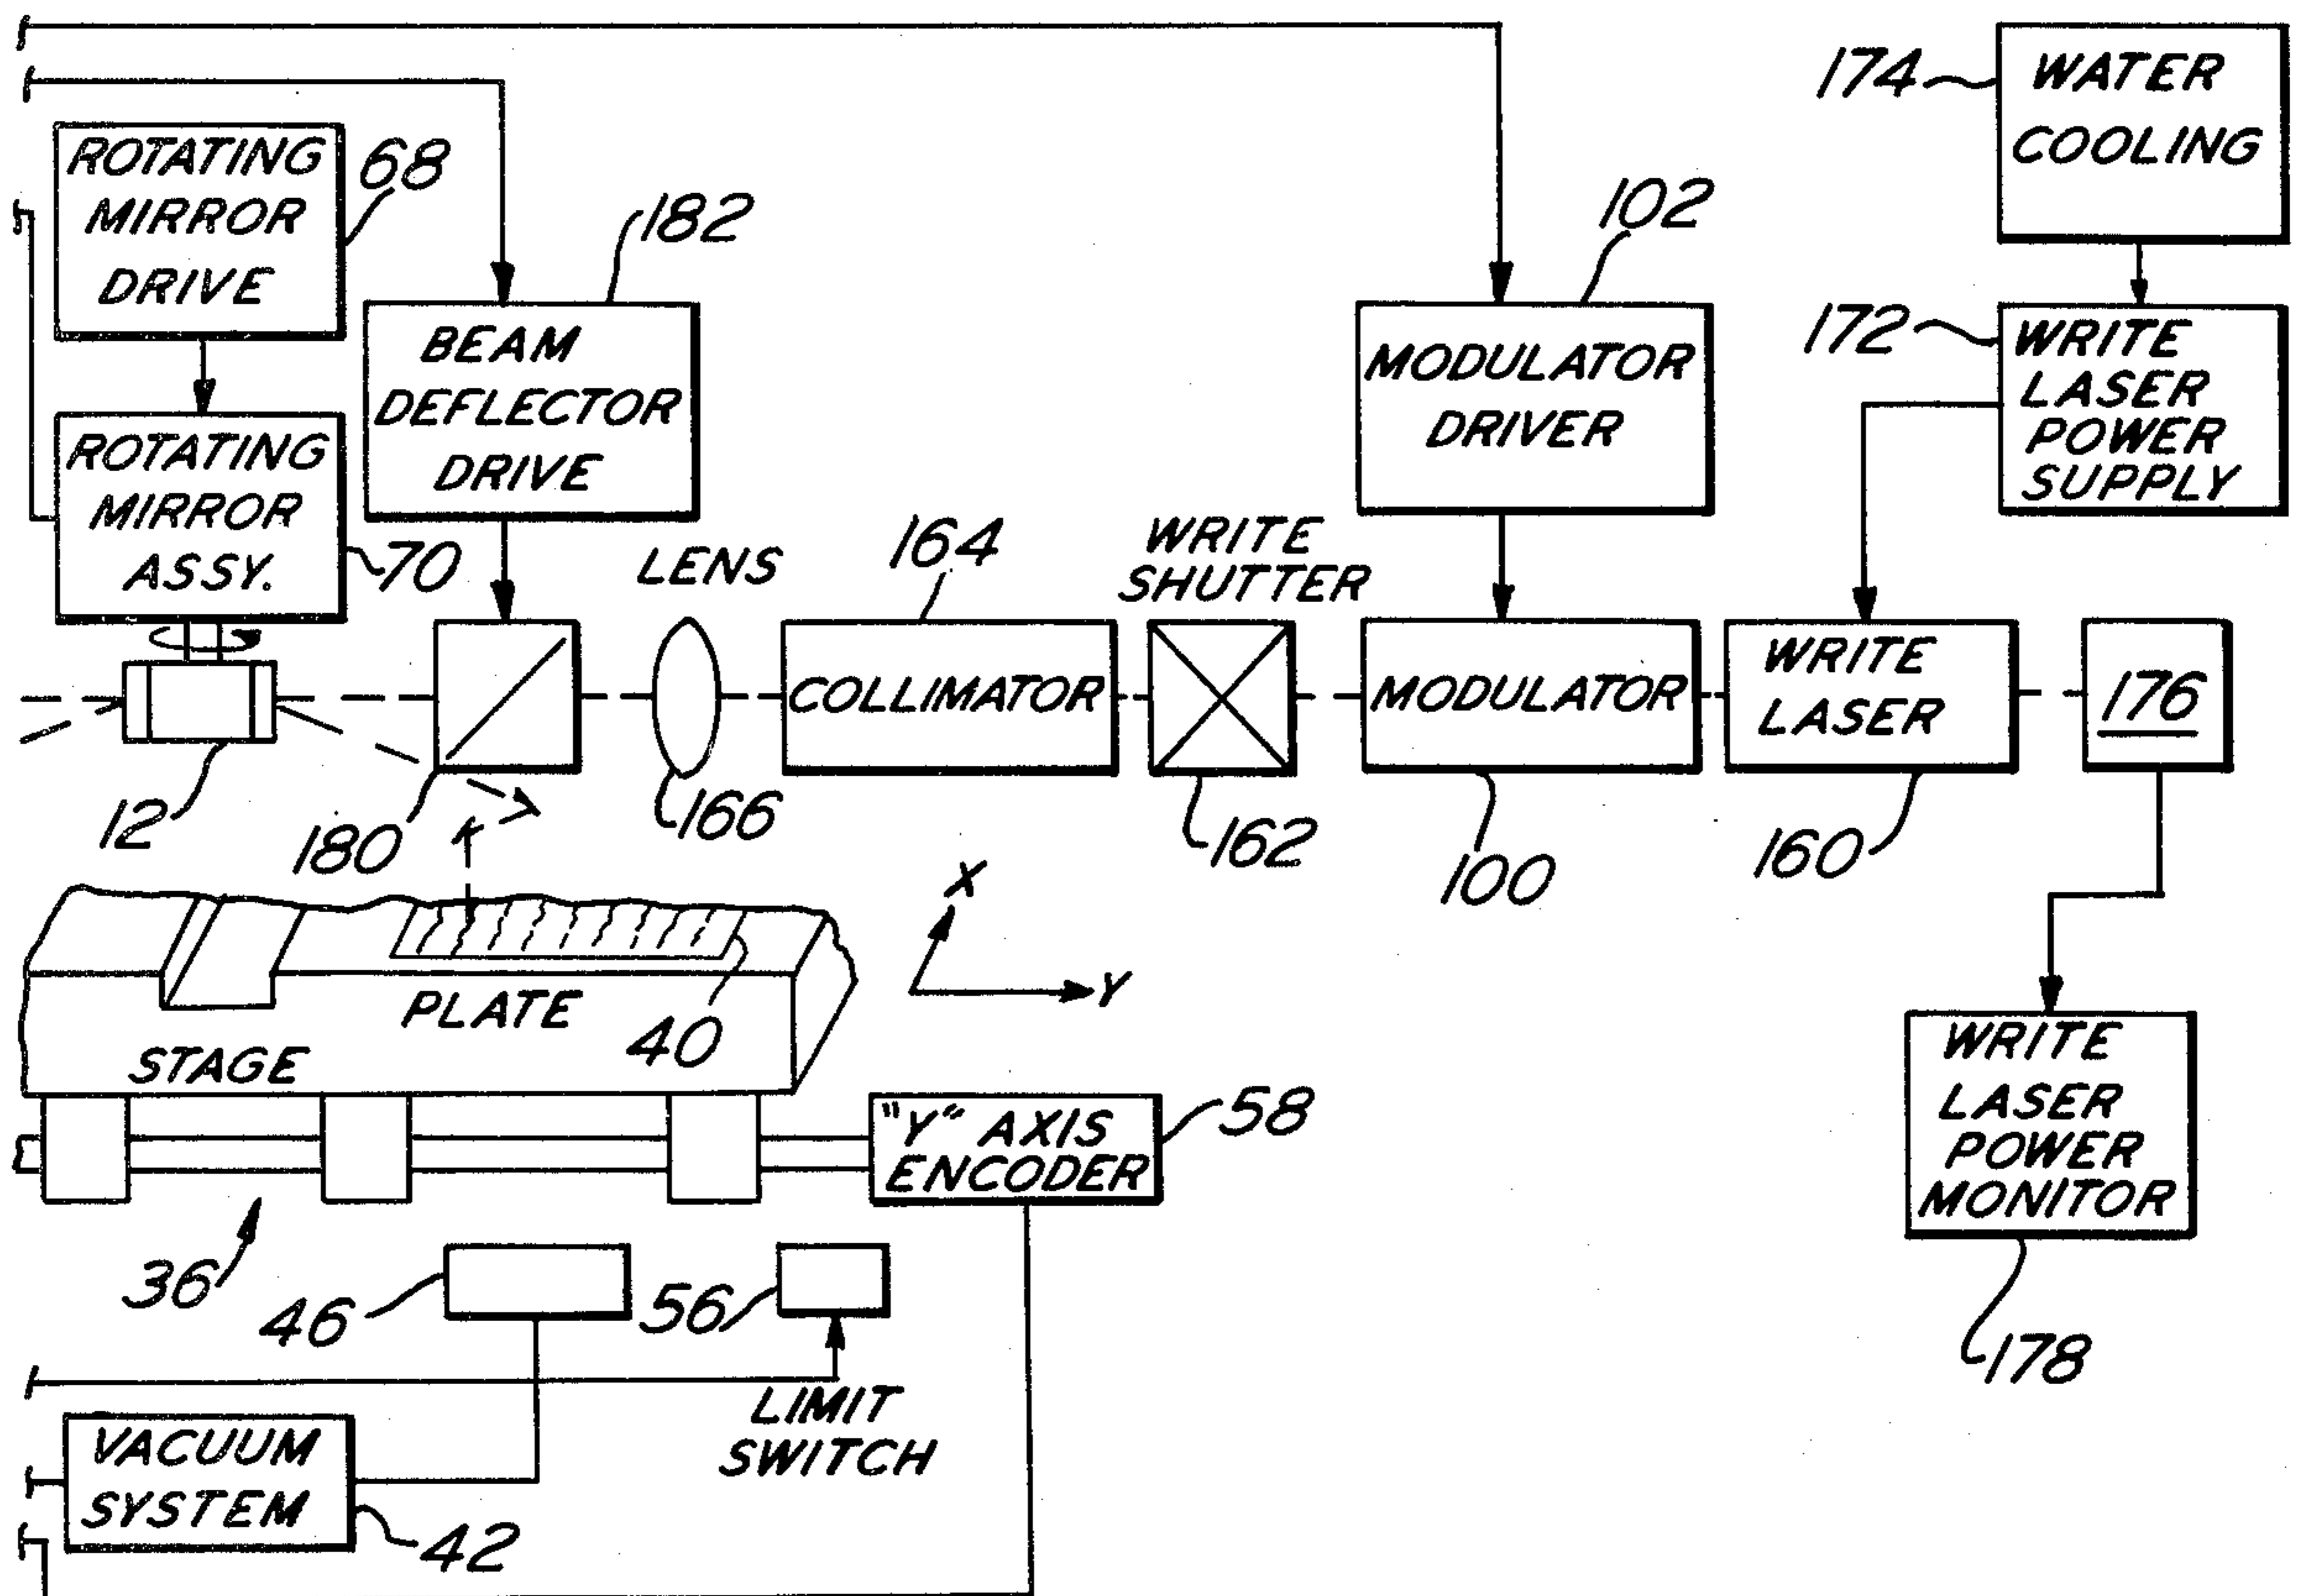 174
WATER
COOLING
ROTATING
MIRROR
DRIVE
68
182
102
BEAM
DEFLECTOR
DRIVE
MODULATOR
DRIVER
172
WRITE
LASER
POWER
SUPPLY
ROTATING
MIRROR
ASSY.
70
LENS
164
WRITE
SHUTTER
COLLIMATOR
MODULATOR
WRITE
LASER
176
12
180
166
162
100
160
X
Y
PLATE
40
STAGE
"Y" AXIS
ENCODER
58
WRITE
LASER
POWER
MONITOR
36
46
56
178
LIMIT
SWITCH
VACUUM
SYSTEM
42